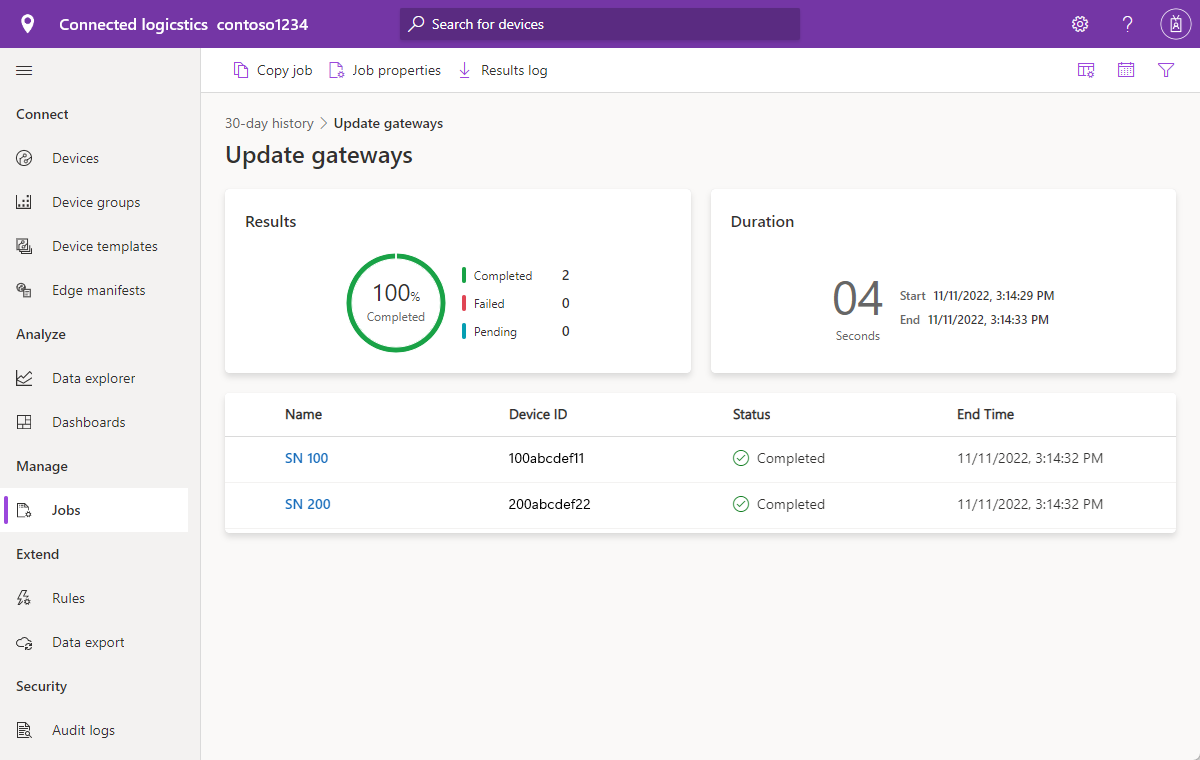 Connected logicstics contoso1234
Search for devices
?
Copy job Job properties Results log
Connect
Devices
Device groups
Device templates
Edge manifests
Analyze
Data explorer
Dashboards
Manage
Jobs
Extend
Rules
Data export
Security
Audit logs
30-day history > Update gateways
Update gateways
Results
100%
Completed
Completed 2
Failed 0
Pending 0
Duration
04
Seconds
Start 11/11/2022, 3:14:29 PM
End 11/11/2022, 3:14:33 PM
Name Device ID Status End Time
SN 100 100abcdef11 Completed 11/11/2022, 3:14:32 PM
SN 200 200abcdef22 Completed 11/11/2022, 3:14:32 PM